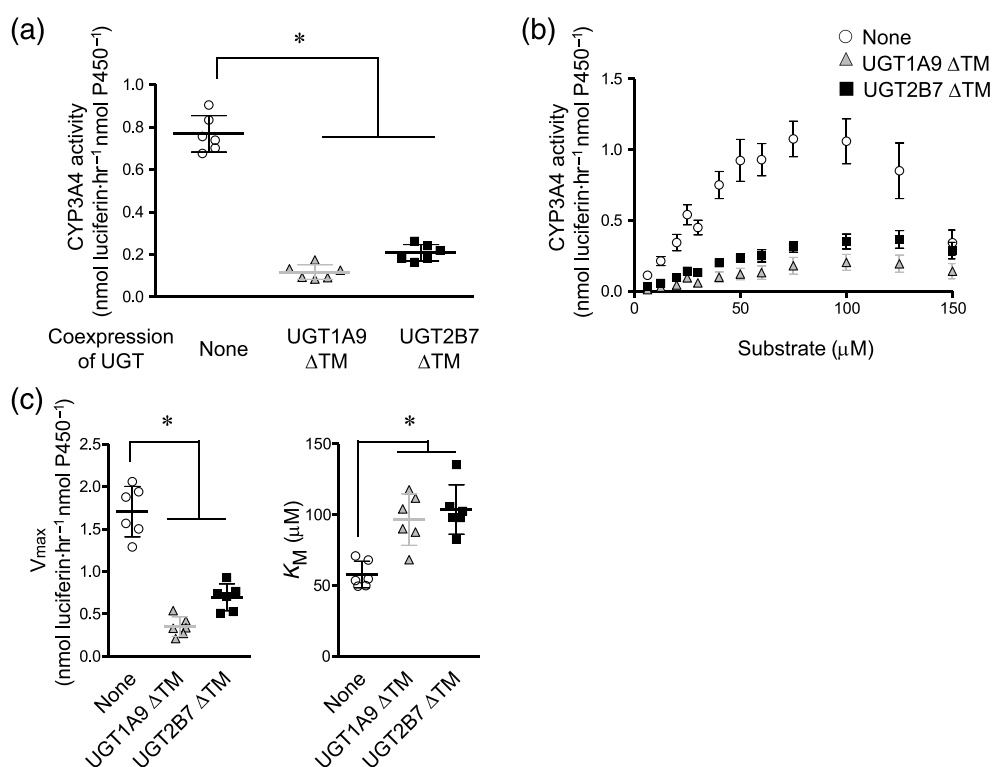 (a)
*
CYP3A4 activity
(nmol luciferin·hr⁻¹ nmol P450⁻¹)
1.0
0.8
0.6
0.4
0.2
0.0
Coexpression
of UGT
None
UGT1A9
ΔTM
UGT2B7
ΔTM
(b)
None
UGT1A9 ΔTM
UGT2B7 ΔTM
CYP3A4 activity
(nmol luciferin·hr⁻¹ nmol P450⁻¹)
1.5
1.0
0.5
0.0
0
50
100
150
Substrate (μM)
(c)
*
Vmax
(nmol luciferin·hr⁻¹ nmol P450⁻¹)
2.5
2.0
1.5
1.0
0.5
0.0
None
UGT1A9 ΔTM
UGT2B7 ΔTM
*
KM (μM)
150
100
50
0
None
UGT1A9 ΔTM
UGT2B7 ΔTM